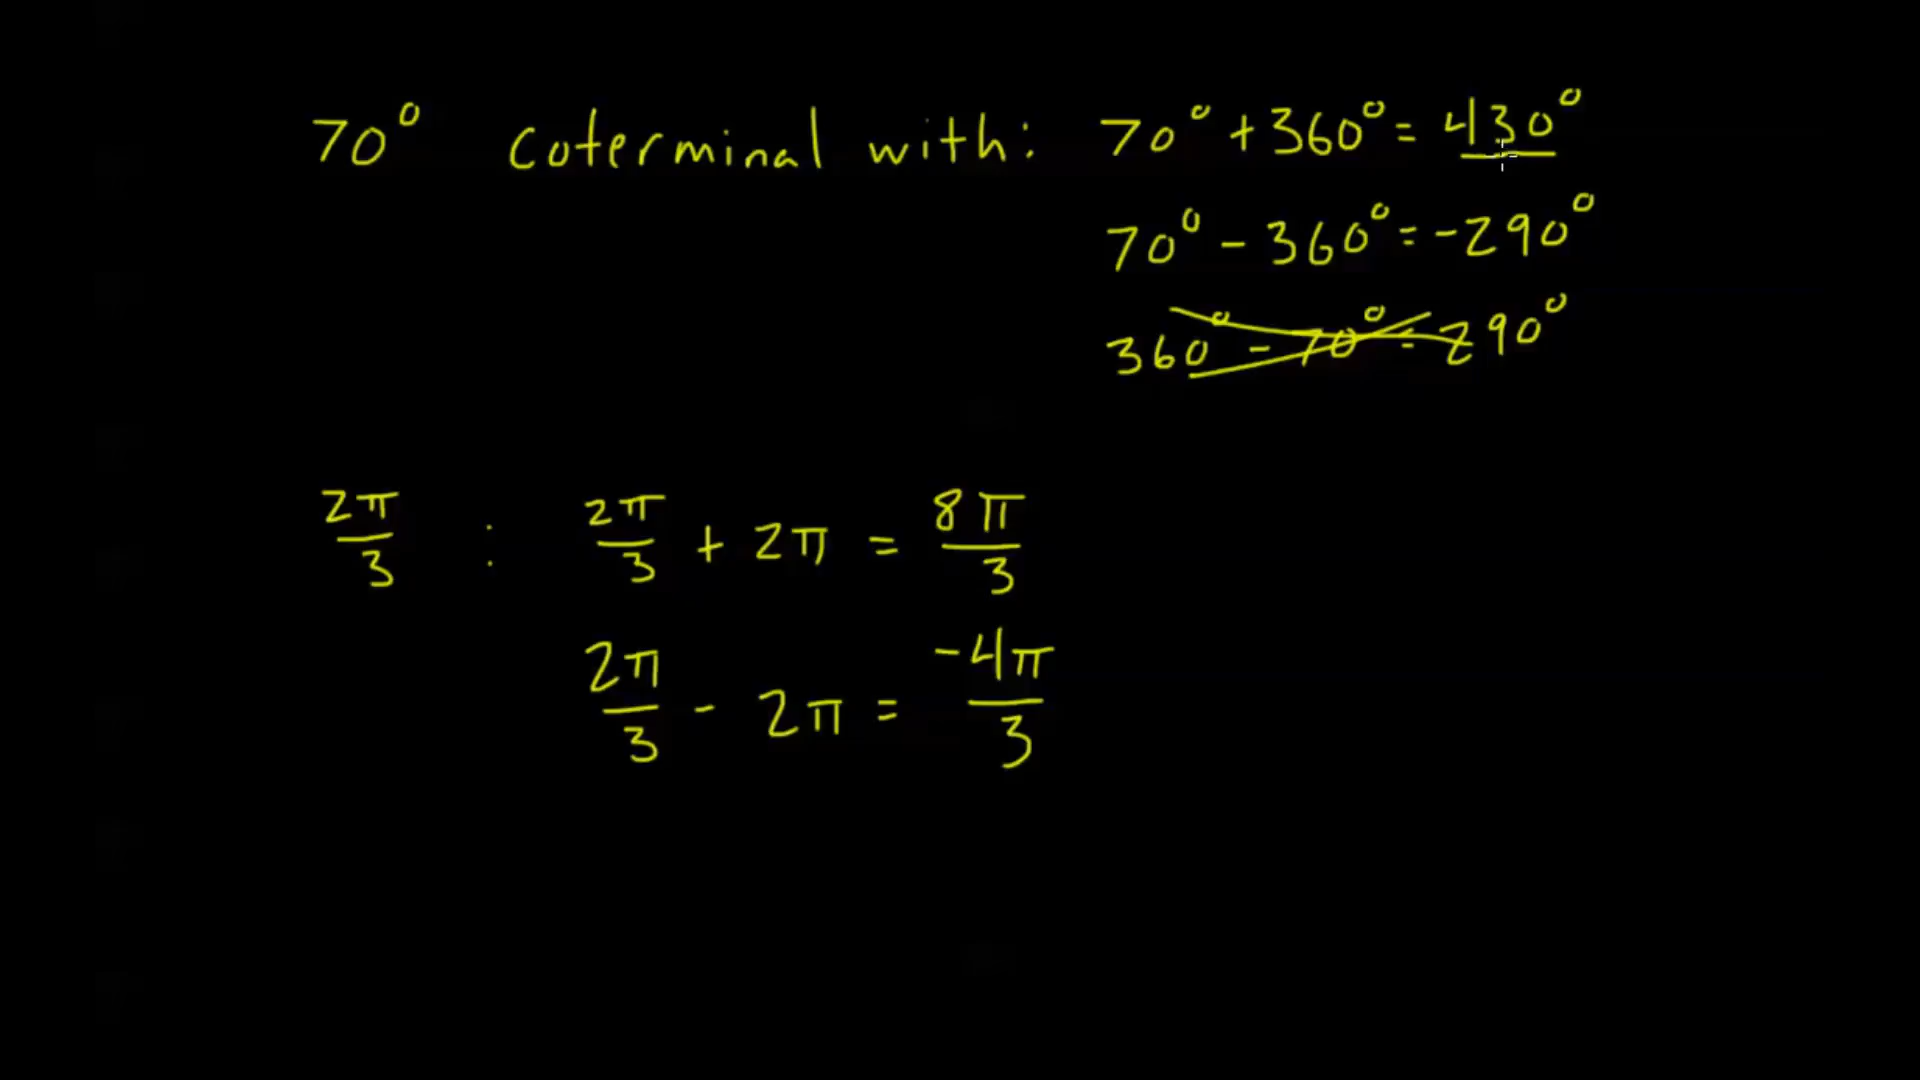 70° coterminal with: 70° + 360° = 430°
70° - 360° = -290°
360° - 70° = 290°
2π/3 : 2π/3 + 2π = 8π/3
2π/3 - 2π = -4π/3